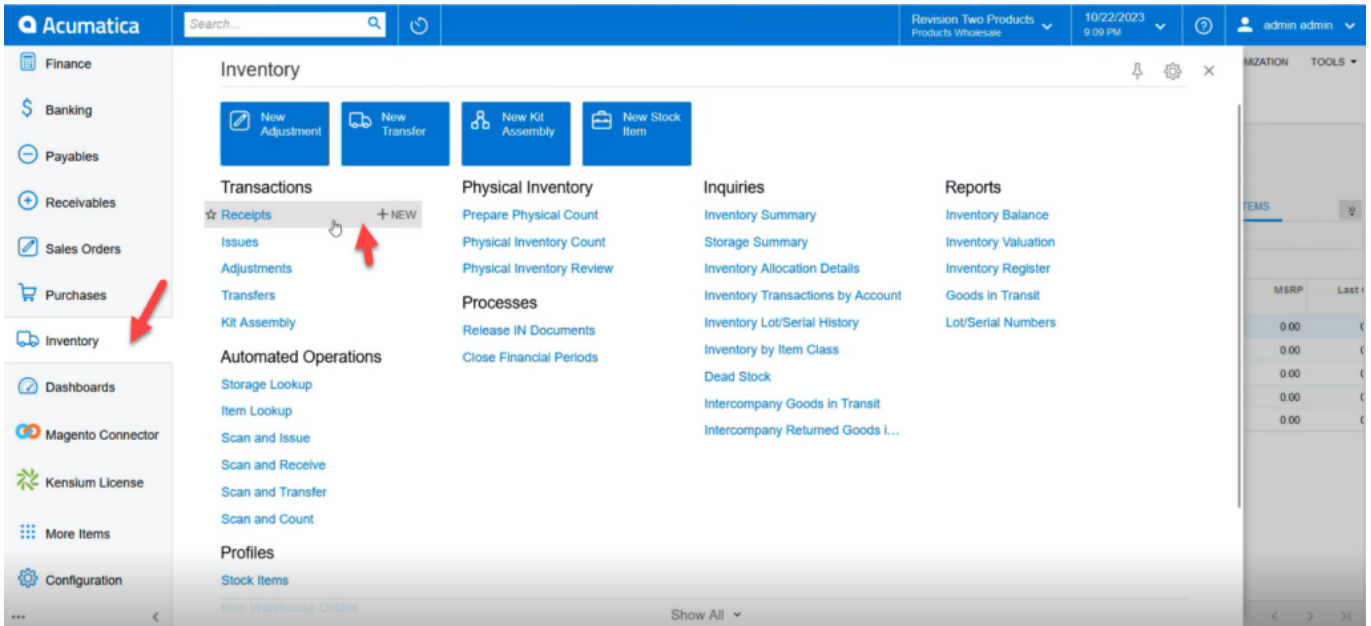 Acumatica
Search...
Revision Two Products
Products Wholesale
10/22/2023
9:09 PM
admin admin
Finance
Banking
Payables
Receivables
Sales Orders
Purchases
Inventory
Dashboards
Magento Connector
Kensium License
More Items
Configuration
Inventory
New Adjustment
New Transfer
New Kit Assembly
New Stock Item
Transactions
Receipts
+ NEW
Issues
Adjustments
Transfers
Kit Assembly
Automated Operations
Storage Lookup
Item Lookup
Scan and Issue
Scan and Receive
Scan and Transfer
Scan and Count
Profiles
Stock Items
Item Warehouse Details
Physical Inventory
Prepare Physical Count
Physical Inventory Count
Physical Inventory Review
Processes
Release IN Documents
Close Financial Periods
Inquiries
Inventory Summary
Storage Summary
Inventory Allocation Details
Inventory Transactions by Account
Inventory Lot/Serial History
Inventory by Item Class
Dead Stock
Intercompany Goods in Transit
Intercompany Returned Goods i...
Reports
Inventory Balance
Inventory Valuation
Inventory Register
Goods in Transit
Lot/Serial Numbers
Show All
MIZATION
TOOLS
TEMS
MSRP
Last
0.00
0.00
0.00
0.00
0.00